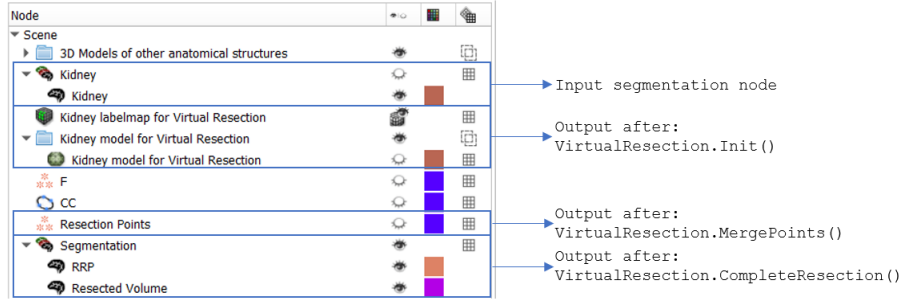 Node
Scene
3D Models of other anatomical structures
Kidney
Kidney
Kidney labelmap for Virtual Resection
Kidney model for Virtual Resection
Kidney model for Virtual Resection
F
CC
Resection Points
Segmentation
RRP
Resected Volume
Input segmentation node
Output after:
VirtualResection.Init()
Output after:
VirtualResection.MergePoints()
Output after:
VirtualResection.CompleteResection()